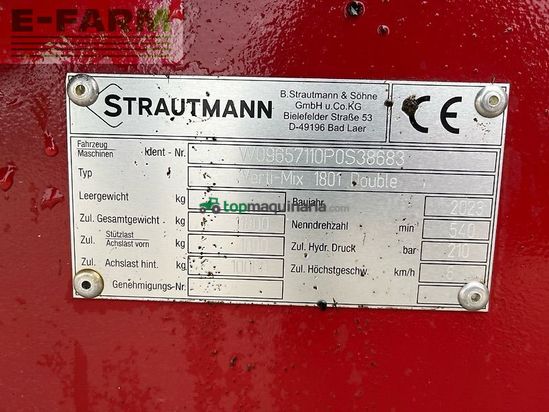 E-FARM
STRAUTMANN
B.Strautmann & Söhne
GmbH u.Co.KG
Bielefelder Straße 53
D-49196 Bad Laer
CE
Fahrzeug
Maschinen Ident - Nr. W09657110P0S38683
Typ Verti-Mix 1801 Double
Leergewicht kg Baujahr 2023
topmaquinaria.com
Zul. Gesamtgewicht kg Nenndrehzahl min 540
Zul. Stützlast
Achslast vorn kg Zul. Hydr. Druck bar 210
Zul. Achslast hint. kg Zul. Höchstgeschw. km/h 6
Genehmigungs-Nr.